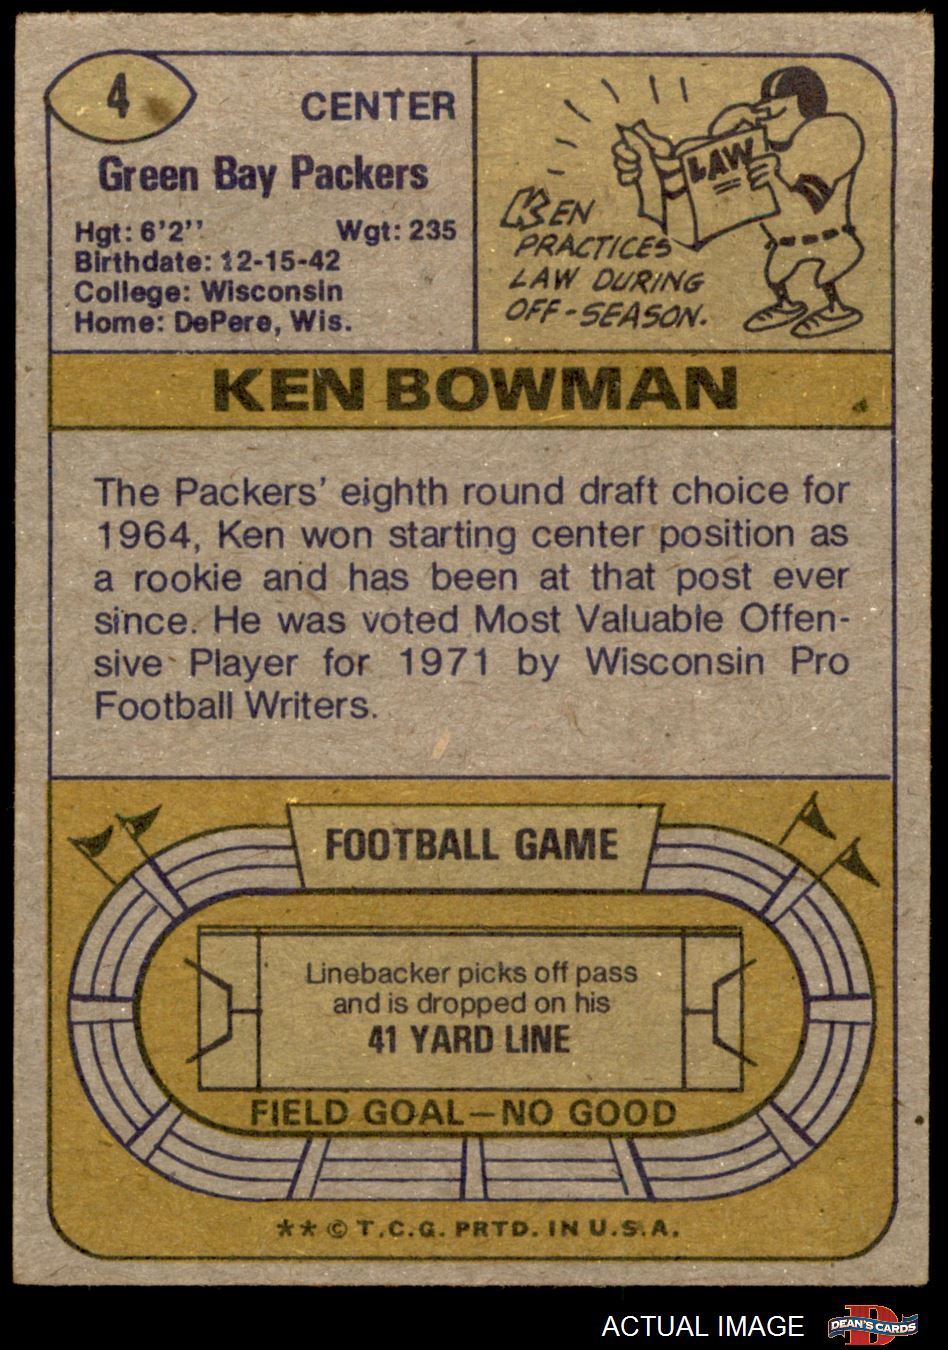 4
CENTER
Green Bay Packers
Hgt: 6'2'' Wgt: 235
Birthdate: 12-15-42
College: Wisconsin
Home: DePere, Wis.
LAW
KEN
PRACTICES
LAW DURING
OFF-SEASON.
KEN BOWMAN
The Packers' eighth round draft choice for
1964, Ken won starting center position as
a rookie and has been at that post ever
since. He was voted Most Valuable Offen-
sive Player for 1971 by Wisconsin Pro
Football Writers.
FOOTBALL GAME
Linebacker picks off pass
and is dropped on his
41 YARD LINE
FIELD GOAL—NO GOOD
** © T.C.G. PRTD. IN U.S.A.
ACTUAL IMAGE
D
DEAN'S CARDS